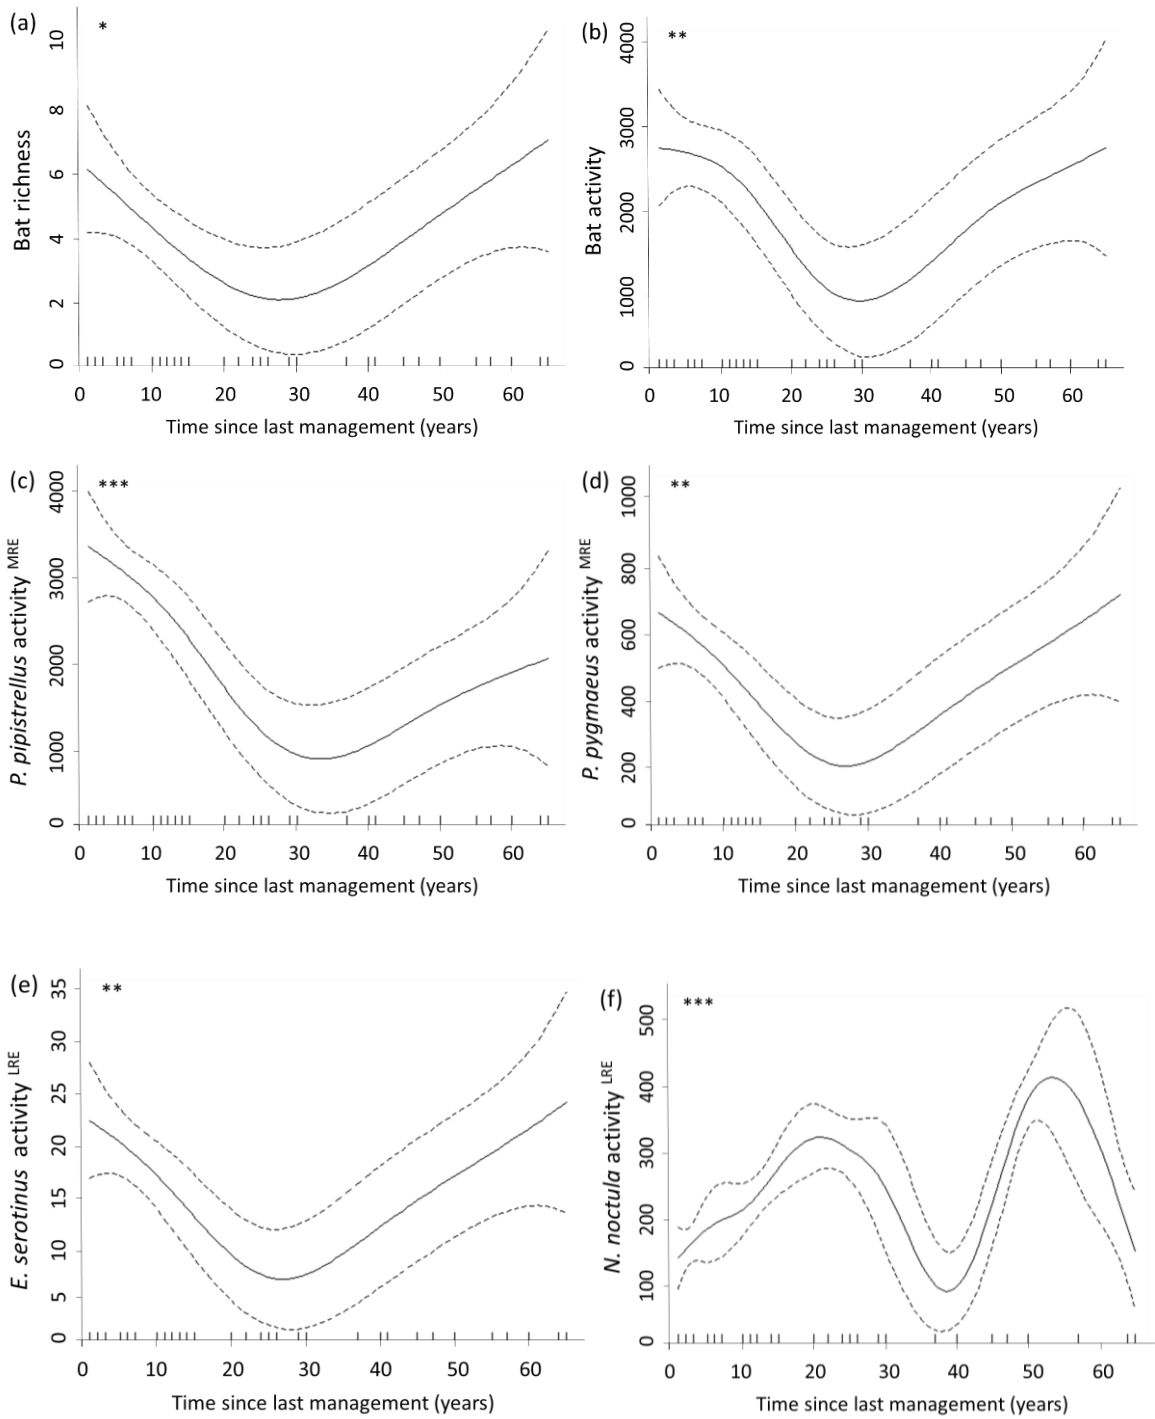 (a)
*
Bat richness
10
8
6
4
2
0
0 10 20 30 40 50 60
Time since last management (years)
(b)
**
Bat activity
4000
3000
2000
1000
0
0 10 20 30 40 50 60
Time since last management (years)
(c)
***
P. pipistrellus activity MRE
4000
3000
2000
1000
0
0 10 20 30 40 50 60
Time since last management (years)
(d)
**
P. pygmaeus activity MRE
1000
800
600
400
200
0
0 10 20 30 40 50 60
Time since last management (years)
(e)
**
E. serotinus activity LRE
35
30
25
20
15
10
5
0
0 10 20 30 40 50 60
Time since last management (years)
(f)
***
N. noctula activity LRE
500
400
300
200
100
0
0 10 20 30 40 50 60
Time since last management (years)